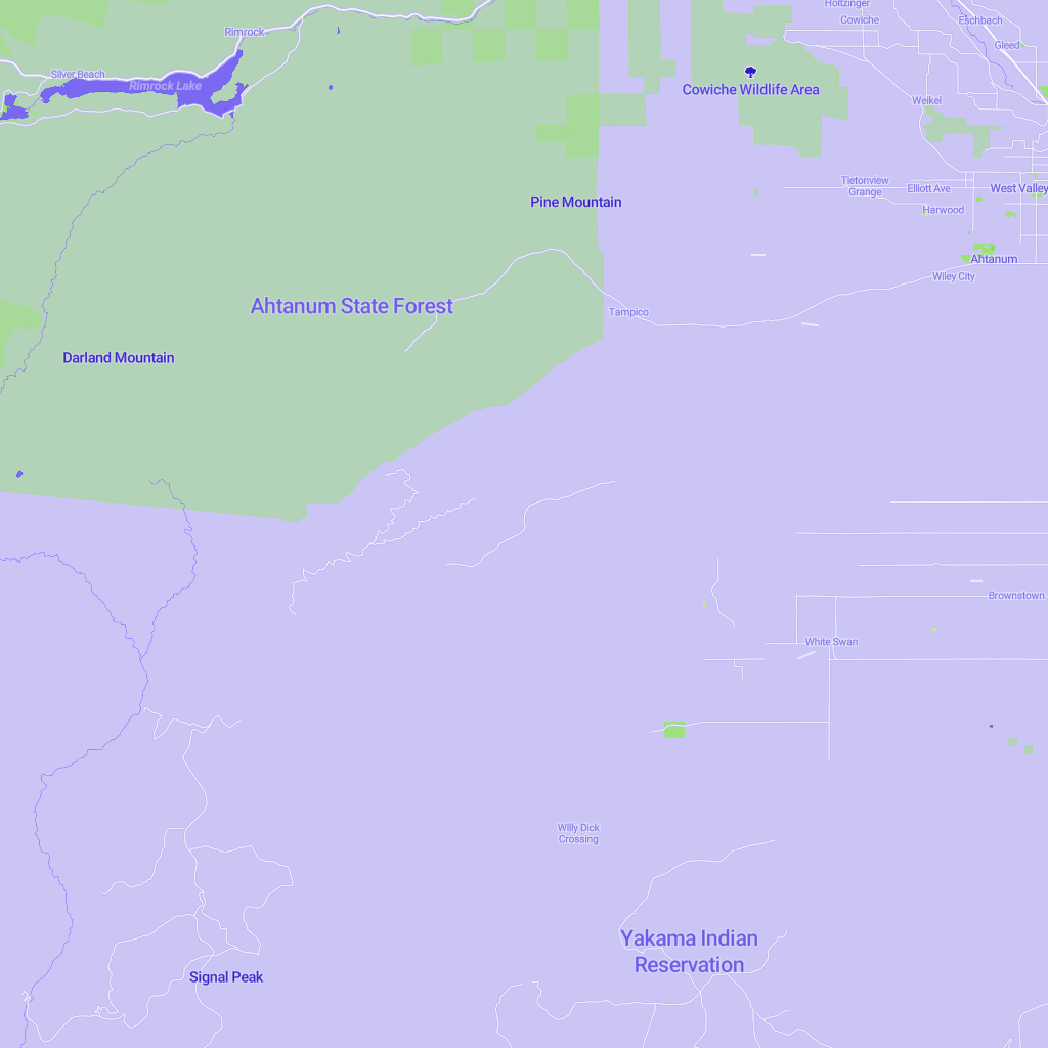 Holtzinger
Cowiche
Eschbach
Rimrock
Gleed
Silver Beach
Rimrock Lake
Cowiche Wildlife Area
Weikel
Tietonview
Grange
Elliott Ave
West Valley
Pine Mountain
Harwood
Ahtanum
Wiley City
Ahtanum State Forest
Tampico
Darland Mountain
Brownstown
White Swan
Willy Dick
Crossing
Yakama Indian
Reservation
Signal Peak